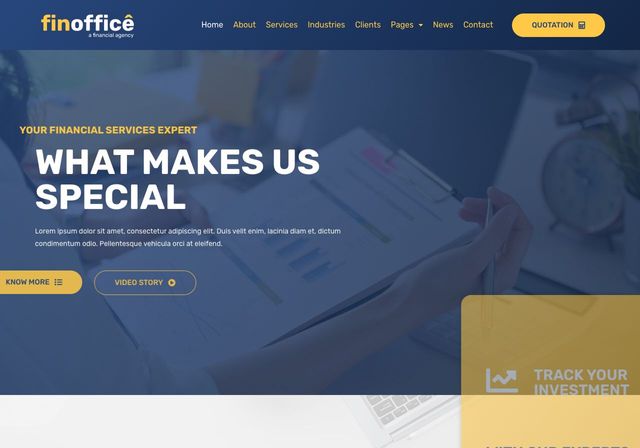 finofficê
a financial agency
Home About Services Industries Clients Pages News Contact QUOTATION
YOUR FINANCIAL SERVICES EXPERT
WHAT MAKES US
SPECIAL
Lorem ipsum dolor sit amet, consectetur adipiscing elit. Duis velit enim, lacinia diam et, dictum
condimentum odio. Pellentesque vehicula orci at eleifend.
KNOW MORE
VIDEO STORY
TRACK YOUR
INVESTMENT